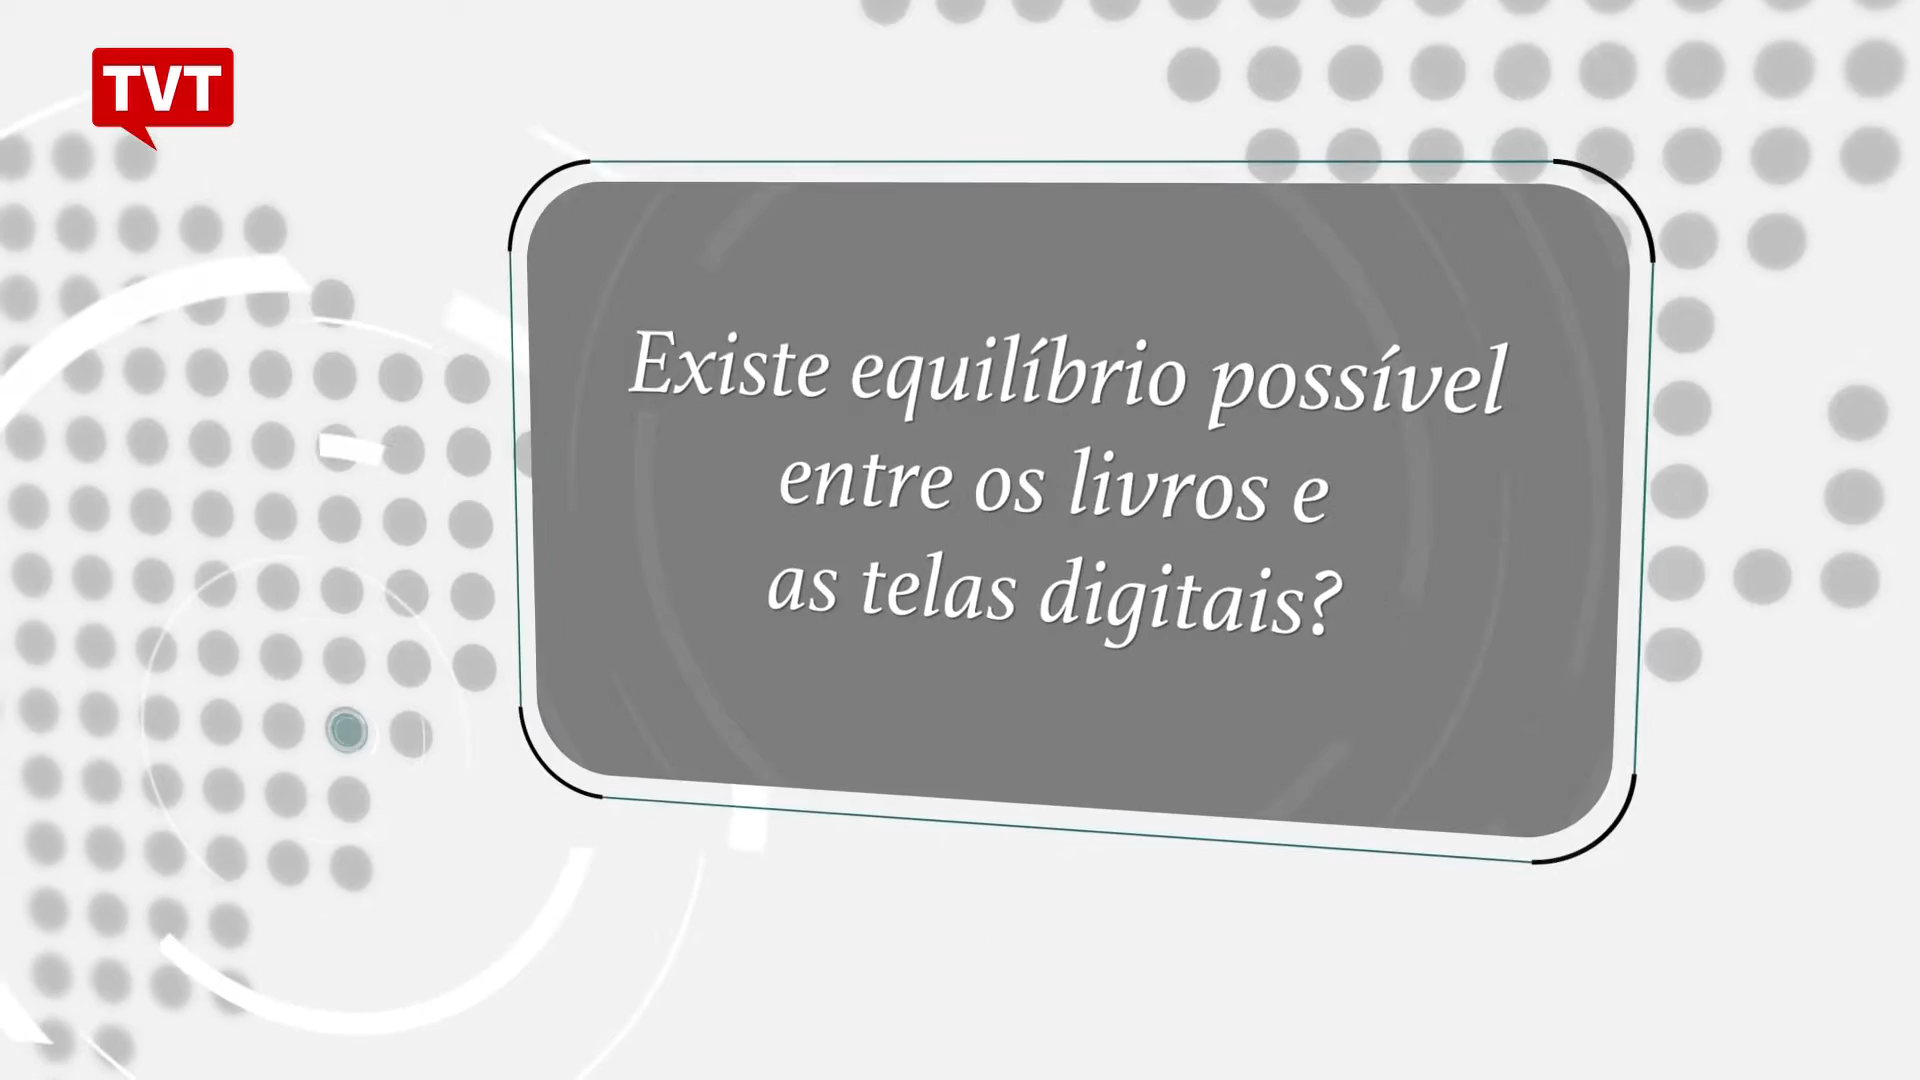 TVT
Existe equilíbrio possível
entre os livros e
as telas digitais?